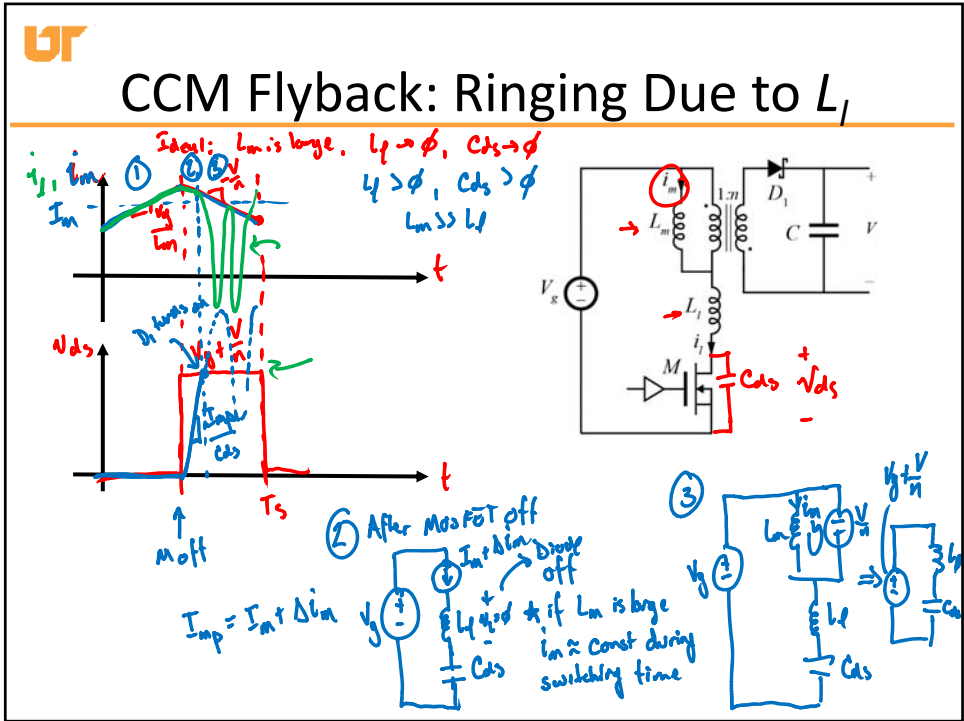 UT
CCM Flyback: Ringing Due to Ll
Ideal: Lm is large, Ll → ϕ, Cds → ϕ
Ll > ϕ, Cds > ϕ
Lm >> Ll
il, im
① ② ③
V/n
Im
Vg/Lm
t
D1 turns on
Vds
Vg + V/n
Imp/Cds
t
Ts
M off
im
Lm
1:n
D1
C
V
+
−
Vg
Ll
il
M
Cds
+
Vds
−
② After MOSFET off
Im + Δim
→ Diode off
Imp = Im + Δim
Vg
Ll
+
−
Cds
* if Lm is large
im ≈ const during
switching time
③
Vg
Lm
im
V/n
Ll
Cds
⇒
Vg + V/n
Ll
Cds